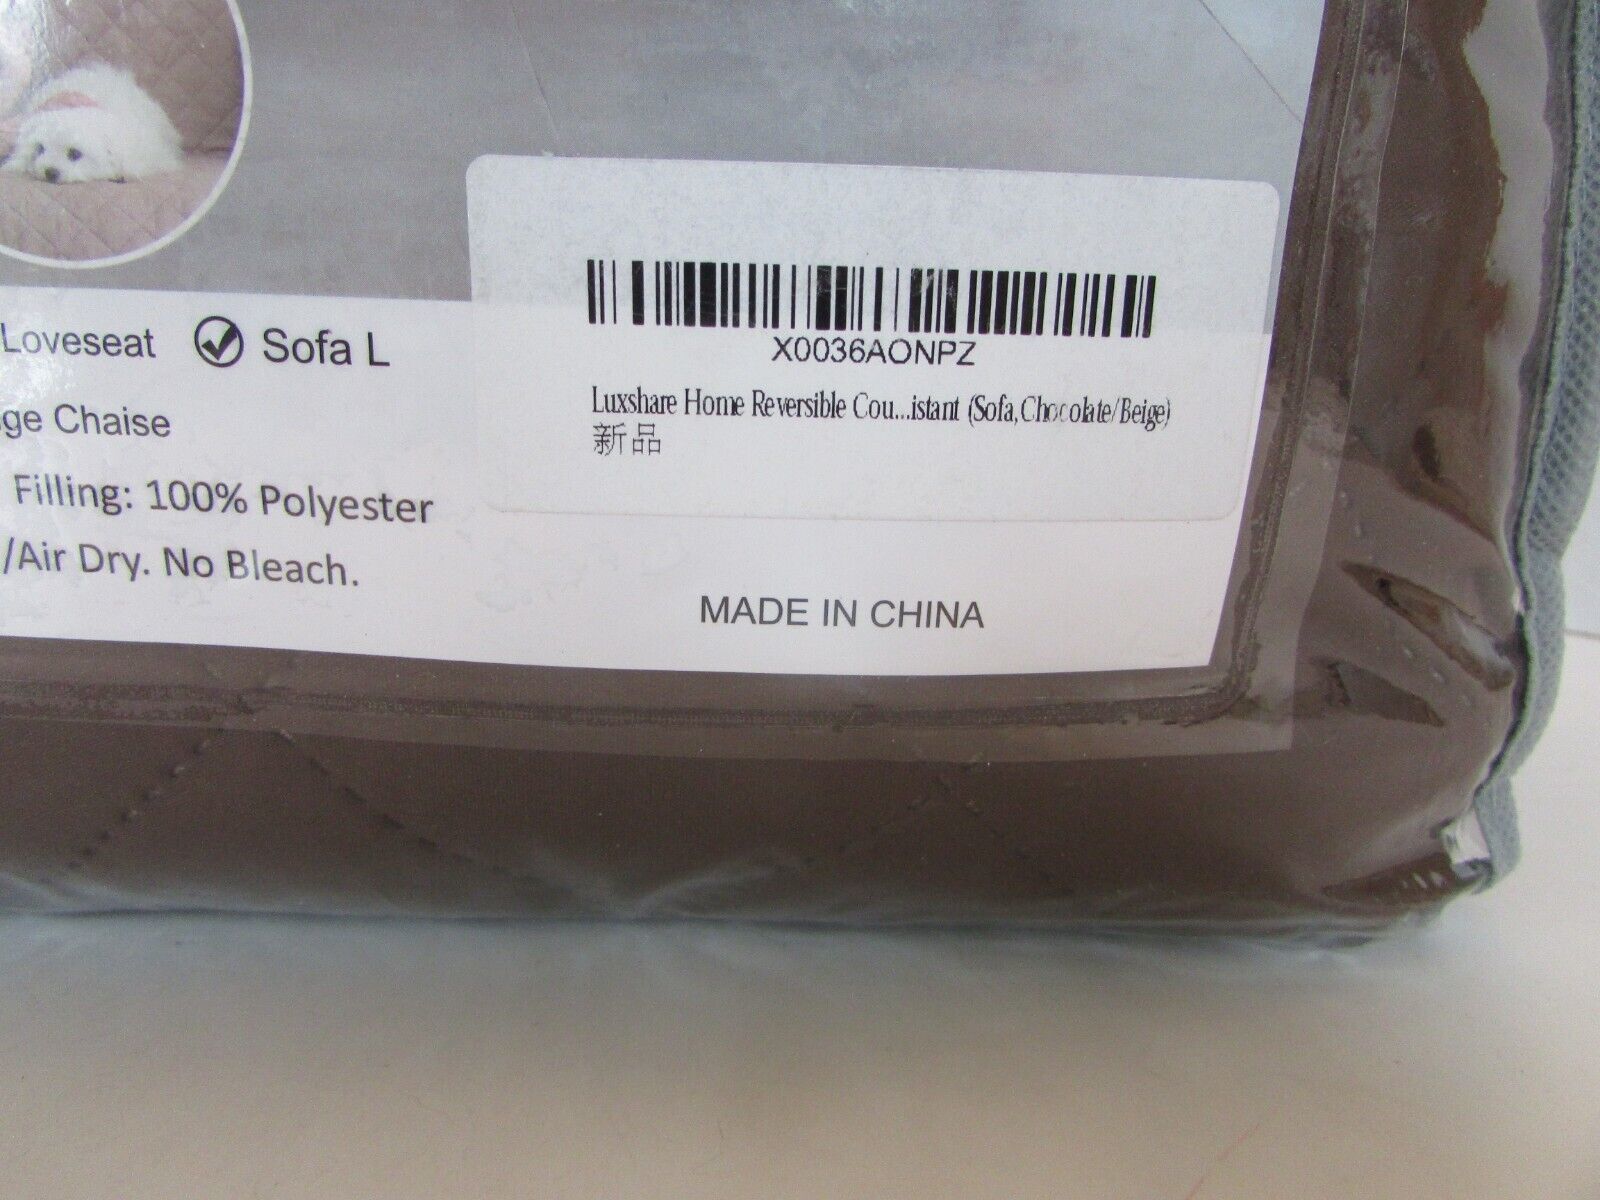 Loveseat Sofa L
ge Chaise
Filling: 100% Polyester
/Air Dry. No Bleach.
X0036AONPZ
Luxshare Home Reversible Cou...istant (Sofa,Chocolate/Beige)
新品
MADE IN CHINA